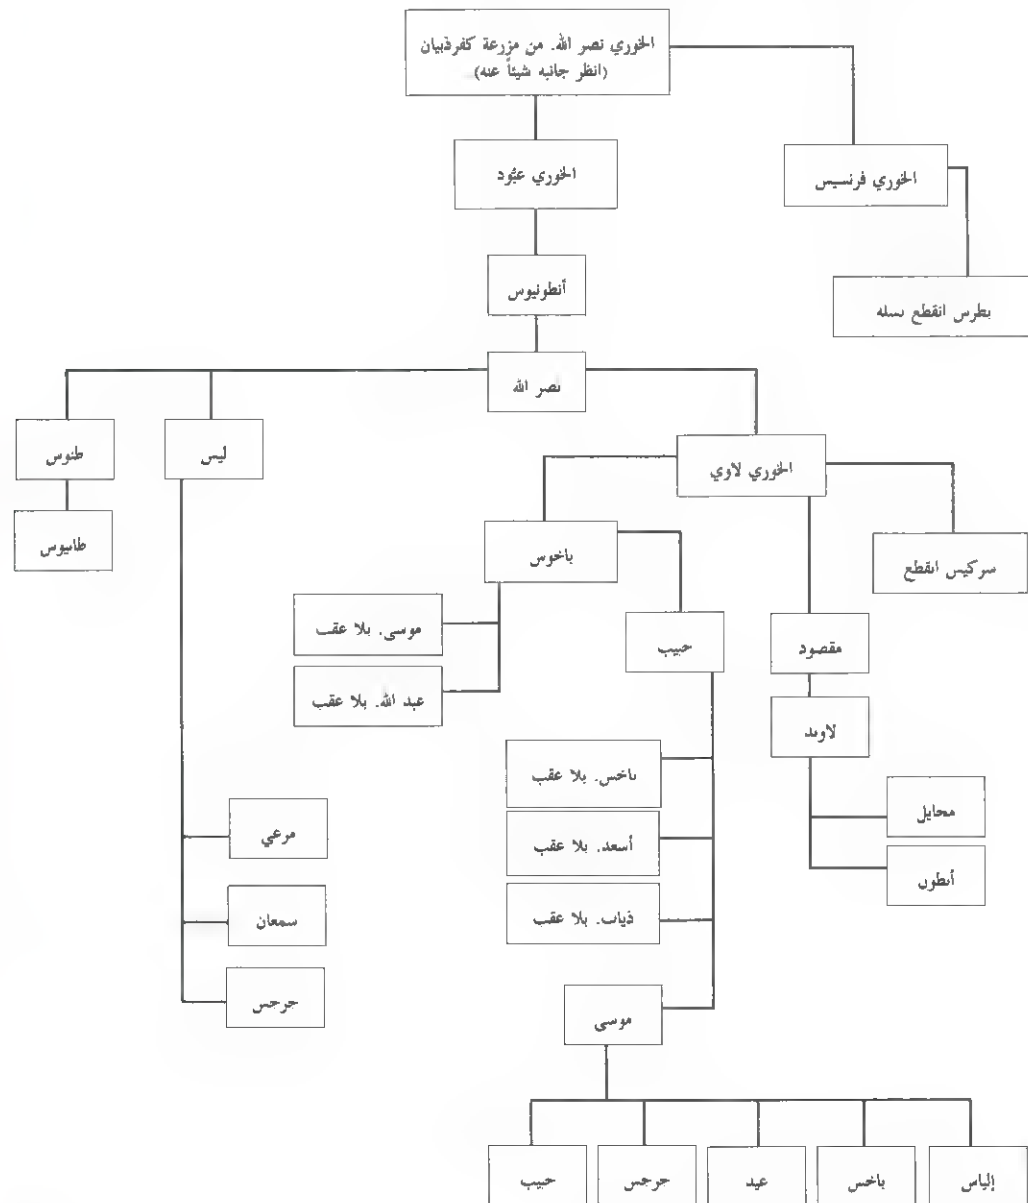 الخوري نصر الله. من مزرعة كفرذبيان
(انظر جانبه شيئاً عنه)
الخوري فرنسيس
الخوري عبّود
بطرس انقطع نسله
أنطونيوس
نصر الله
الخوري لاوي
ليس
طنوس
سركيس انقطع
باخوس
طانيوس
مقصود
حبيب
موسى. بلا عقب
عبد الله. بلا عقب
لاوند
باخس. بلا عقب
أسعد. بلا عقب
ذياب. بلا عقب
محايل
أنطون
مرعي
سمعان
جرجس
موسى
إلياس
باخس
عيد
جرجس
حبيب